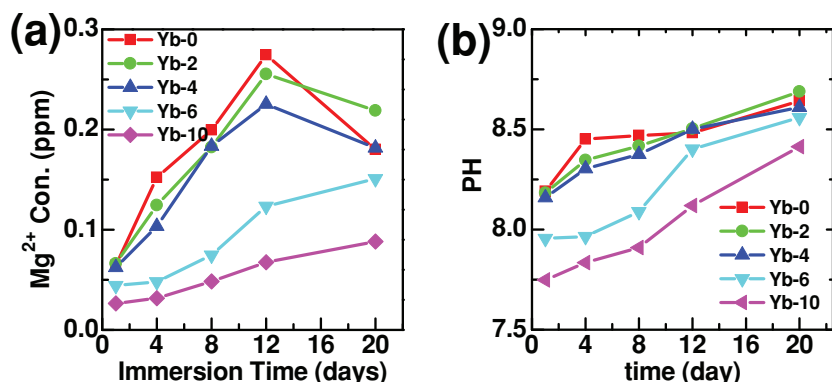 (a)
0.3
0.2
0.1
0.0
Mg2+ Con. (ppm)
Yb-0
Yb-2
Yb-4
Yb-6
Yb-10
0 4 8 12 16 20
Immersion Time (days)
(b)
9.0
8.5
8.0
7.5
PH
Yb-0
Yb-2
Yb-4
Yb-6
Yb-10
0 4 8 12 16 20
time (day)